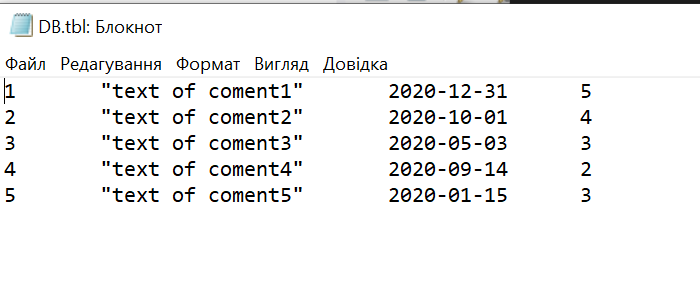 DB.tbl: Блокнот
Файл Редагування Формат Вигляд Довідка
1 "text of coment1" 2020-12-31 5
2 "text of coment2" 2020-10-01 4
3 "text of coment3" 2020-05-03 3
4 "text of coment4" 2020-09-14 2
5 "text of coment5" 2020-01-15 3